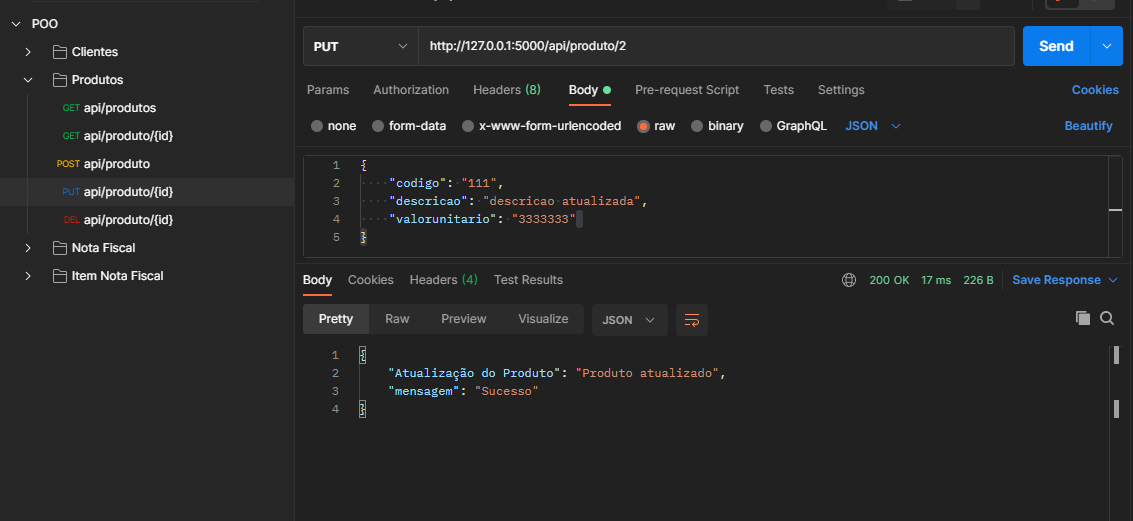 POO
Clientes
Produtos
GET api/produtos
GET api/produto/{id}
POST api/produto
PUT api/produto/{id}
DEL api/produto/{id}
Nota Fiscal
Item Nota Fiscal
PUT http://127.0.0.1:5000/api/produto/2 Send
Params Authorization Headers (8) Body Pre-request Script Tests Settings Cookies
none form-data x-www-form-urlencoded raw binary GraphQL JSON Beautify
1 {
2 ····"codigo":·"111",
3 ····"descricao":·"descricao·atualizada",
4 ····"valorunitario":·"3333333"
5 }
Body Cookies Headers (4) Test Results 200 OK 17 ms 226 B Save Response
Pretty Raw Preview Visualize JSON
1 {
2 "Atualização do Produto": "Produto atualizado",
3 "mensagem": "Sucesso"
4 }